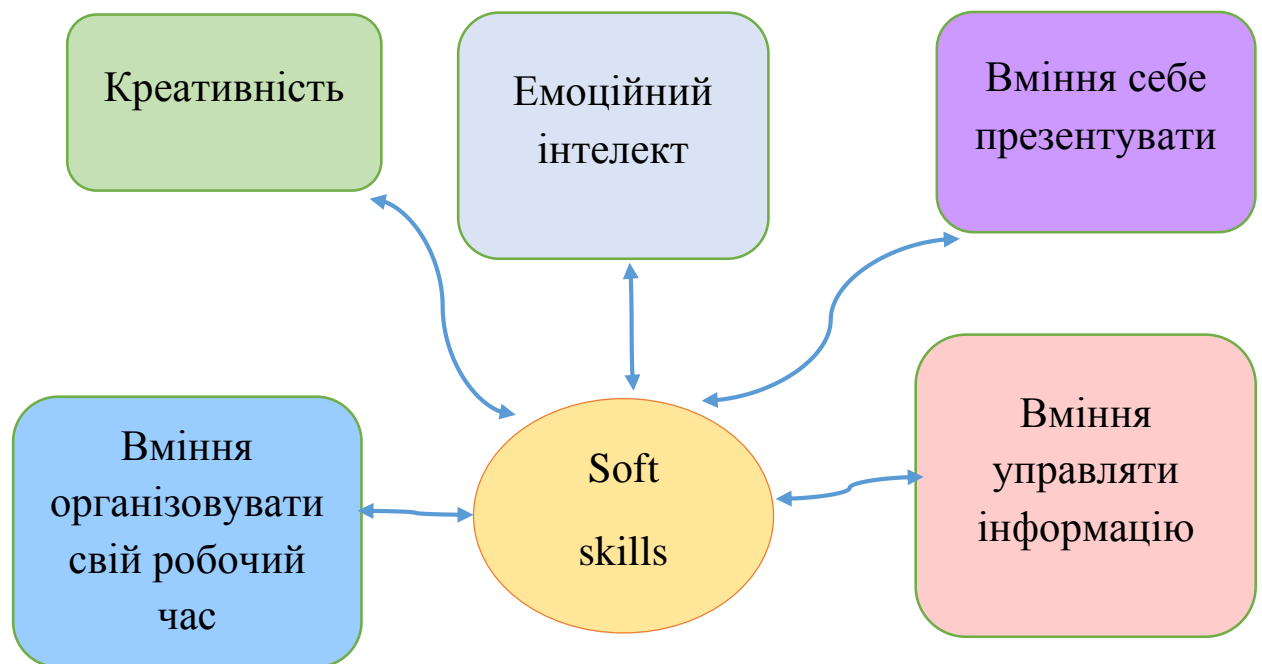 Креативність
Емоційний
інтелект
Вміння себе
презентувати
Вміння
організовувати
свій робочий
час
Soft
skills
Вміння
управляти
інформацію